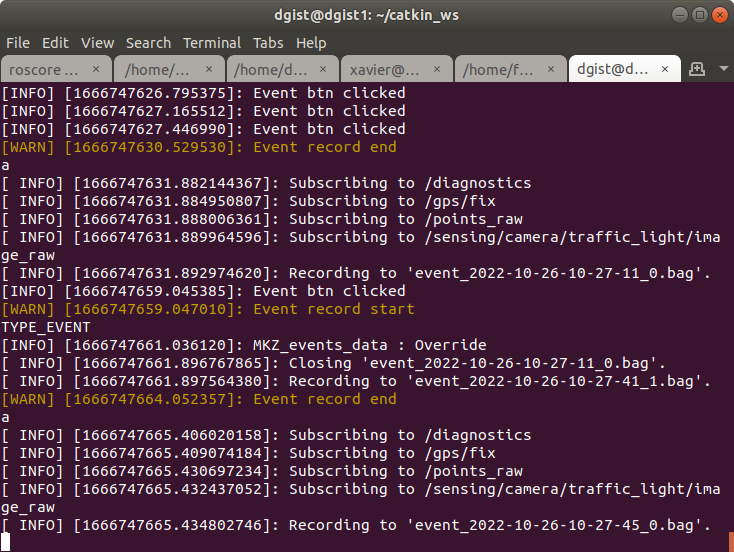 dgist@dgist1: ~/catkin_ws
File Edit View Search Terminal Tabs Help
roscore ... × /home/... × /home/d... × xavier@... × /home/f... × dgist@d... ×
[INFO] [1666747626.795375]: Event btn clicked
[INFO] [1666747627.165512]: Event btn clicked
[INFO] [1666747627.446990]: Event btn clicked
[WARN] [1666747630.529530]: Event record end
a
[ INFO] [1666747631.882144367]: Subscribing to /diagnostics
[ INFO] [1666747631.884950807]: Subscribing to /gps/fix
[ INFO] [1666747631.888006361]: Subscribing to /points_raw
[ INFO] [1666747631.889964596]: Subscribing to /sensing/camera/traffic_light/ima
ge_raw
[ INFO] [1666747631.892974620]: Recording to 'event_2022-10-26-10-27-11_0.bag'.
[INFO] [1666747659.045385]: Event btn clicked
[WARN] [1666747659.047010]: Event record start
TYPE_EVENT
[INFO] [1666747661.036120]: MKZ_events_data : Override
[ INFO] [1666747661.896767865]: Closing 'event_2022-10-26-10-27-11_0.bag'.
[ INFO] [1666747661.897564380]: Recording to 'event_2022-10-26-10-27-41_1.bag'.
[WARN] [1666747664.052357]: Event record end
a
[ INFO] [1666747665.406020158]: Subscribing to /diagnostics
[ INFO] [1666747665.409074184]: Subscribing to /gps/fix
[ INFO] [1666747665.430697234]: Subscribing to /points_raw
[ INFO] [1666747665.432437052]: Subscribing to /sensing/camera/traffic_light/ima
ge_raw
[ INFO] [1666747665.434802746]: Recording to 'event_2022-10-26-10-27-45_0.bag'.